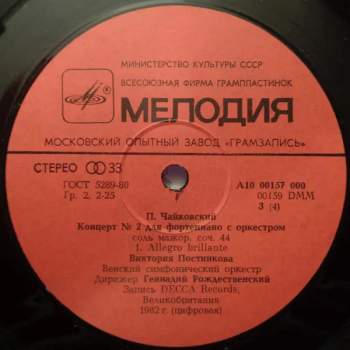 МИНИСТЕРСТВО КУЛЬТУРЫ СССР
ВСЕСОЮЗНАЯ ФИРМА ГРАМПЛАСТИНОК
МЕЛОДИЯ
МОСКОВСКИЙ ОПЫТНЫЙ ЗАВОД «ГРАМЗАПИСЬ»
СТЕРЕО 33
ГОСТ 5289-80
Гр. 2. 2-25
А10 00157 000
00159 DMM
3 (4)
П. Чайковский
Концерт № 2 для фортепиано с оркестром
соль мажор, соч. 44
1. Allegro brillante
Виктория Постникова
Венский симфонический оркестр
Дирижер Геннадий Рождественский
Запись DECCA Records,
Великобритания
1982 г. (цифровая)